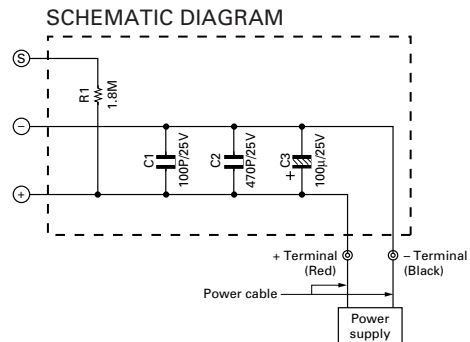 SCHEMATIC DIAGRAM
S
R1
1.8M
−
C1
100P/25V
C2
470P/25V
C3
100µ/25V
+
+
+ Terminal
(Red)
− Terminal
(Black)
Power cable
Power
supply